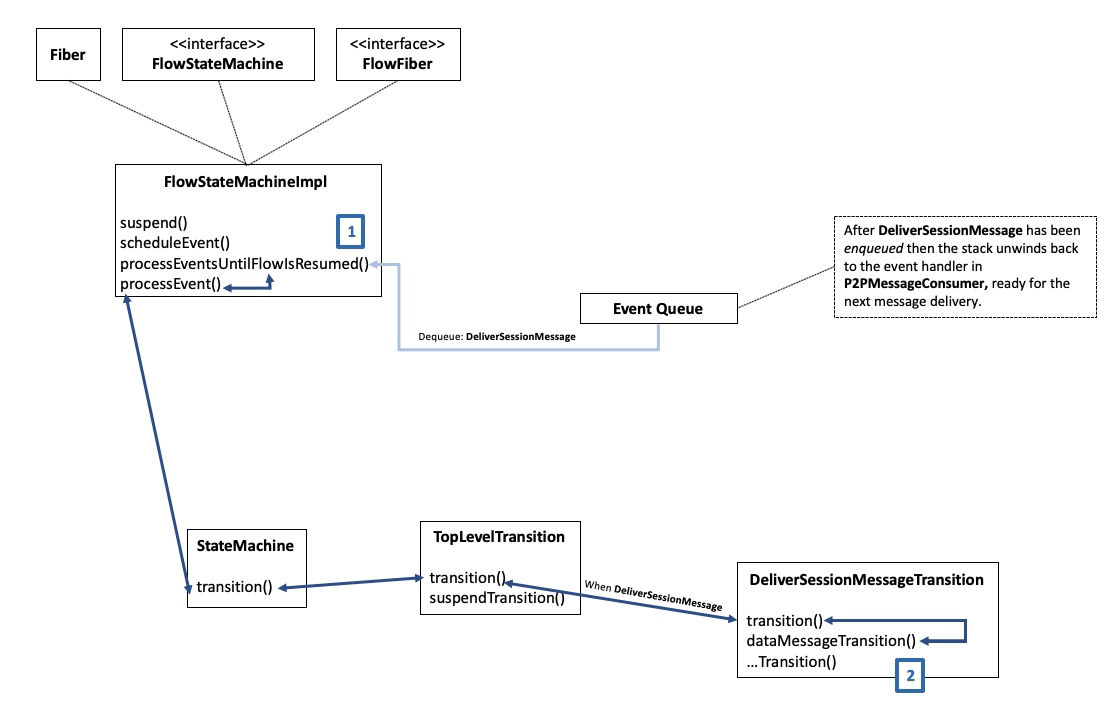 Fiber
<<interface>>
FlowStateMachine
<<interface>>
FlowFiber
FlowStateMachineImpl
suspend()
scheduleEvent()
processEventsUntilFlowIsResumed()
processEvent()
1
Event Queue
After DeliverSessionMessage has been
enqueued then the stack unwinds back
to the event handler in
P2PMessageConsumer, ready for the
next message delivery.
Dequeue: DeliverSessionMessage
StateMachine
transition()
TopLevelTransition
transition()
suspendTransition()
When DeliverSessionMessage
DeliverSessionMessageTransition
transition()
dataMessageTransition()
...Transition()
2